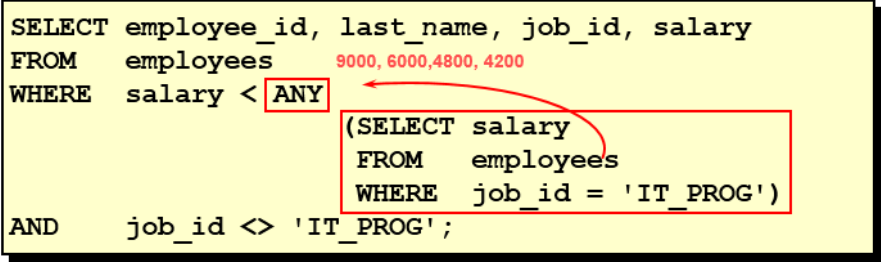 SELECT employee_id, last_name, job_id, salary
FROM employees 9000, 6000,4800, 4200
WHERE salary < ANY
(SELECT salary
FROM employees
WHERE job_id = 'IT_PROG')
AND job_id <> 'IT_PROG';